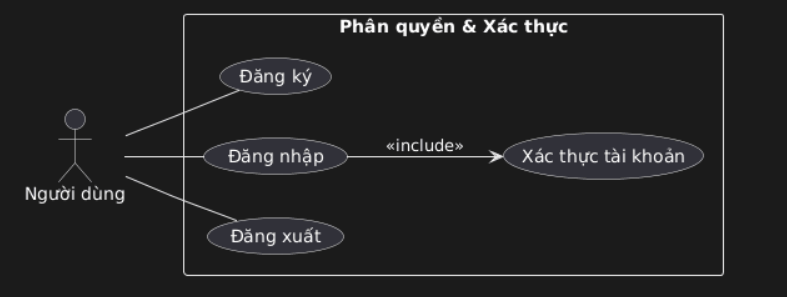 Phân quyền & Xác thực
Đăng ký
Đăng nhập
«include»
Xác thực tài khoản
Người dùng
Đăng xuất